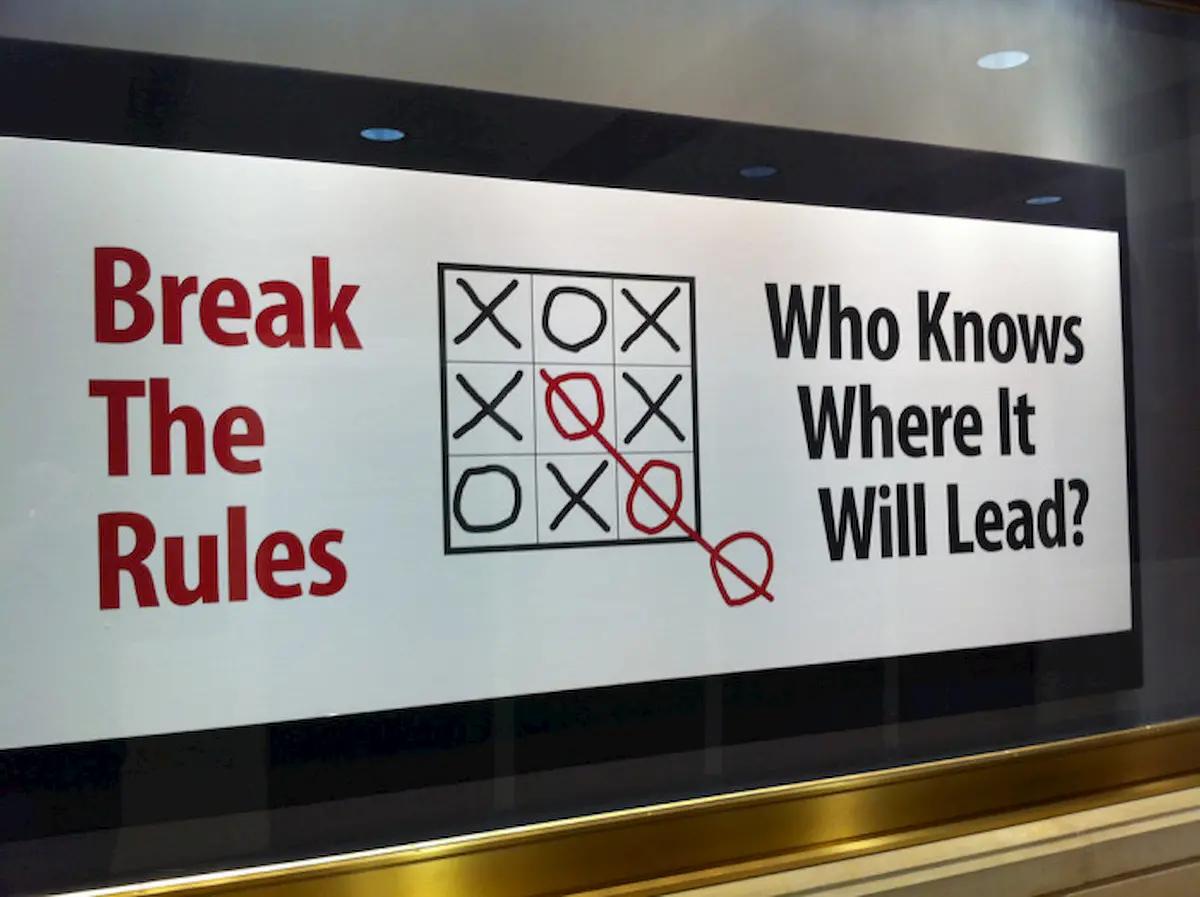 Break
The
Rules
X O X
X O X
O X O
O
Who Knows
Where It
Will Lead?